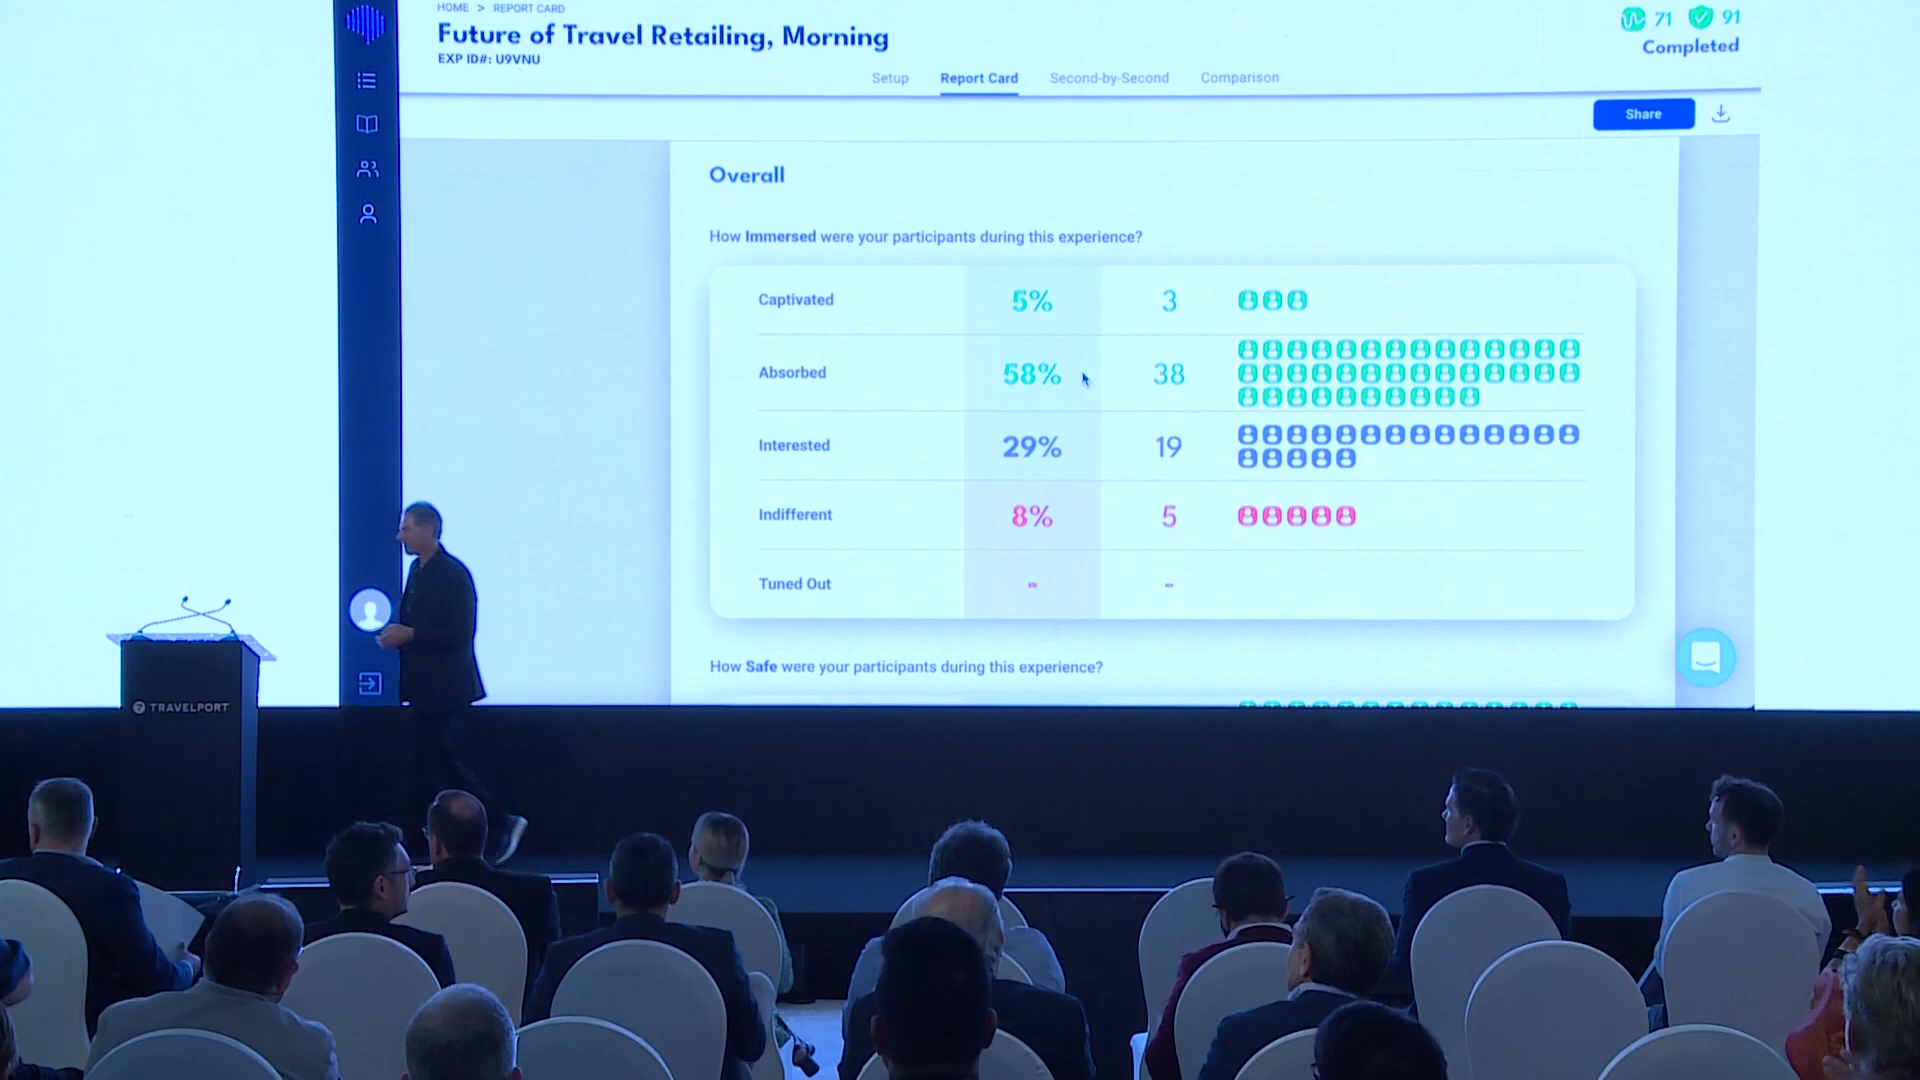 HOME > REPORT CARD
Future of Travel Retailing, Morning
EXP ID#: U9VNU
71 91
Completed
Setup Report Card Second-by-Second Comparison
Share
Overall
How Immersed were your participants during this experience?
Captivated 5% 3
Absorbed 58% 38
Interested 29% 19
Indifferent 8% 5
Tuned Out - -
How Safe were your participants during this experience?
TRAVELPORT